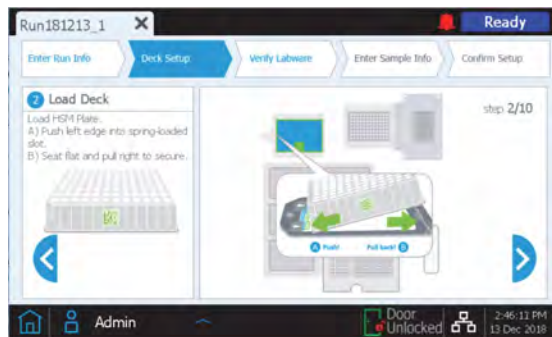 Run181213_1
Ready
Enter Run Info
Deck Setup
Verify Labware
Enter Sample Info
Confirm Setup
2 Load Deck
Load HSM Plate.
A) Push left edge into spring-loaded
slot.
B) Seat flat and pull right to secure.
step 2/10
A Push!
Pull back! B
Admin
Door
Unlocked
2:46:11 PM
13 Dec 2018